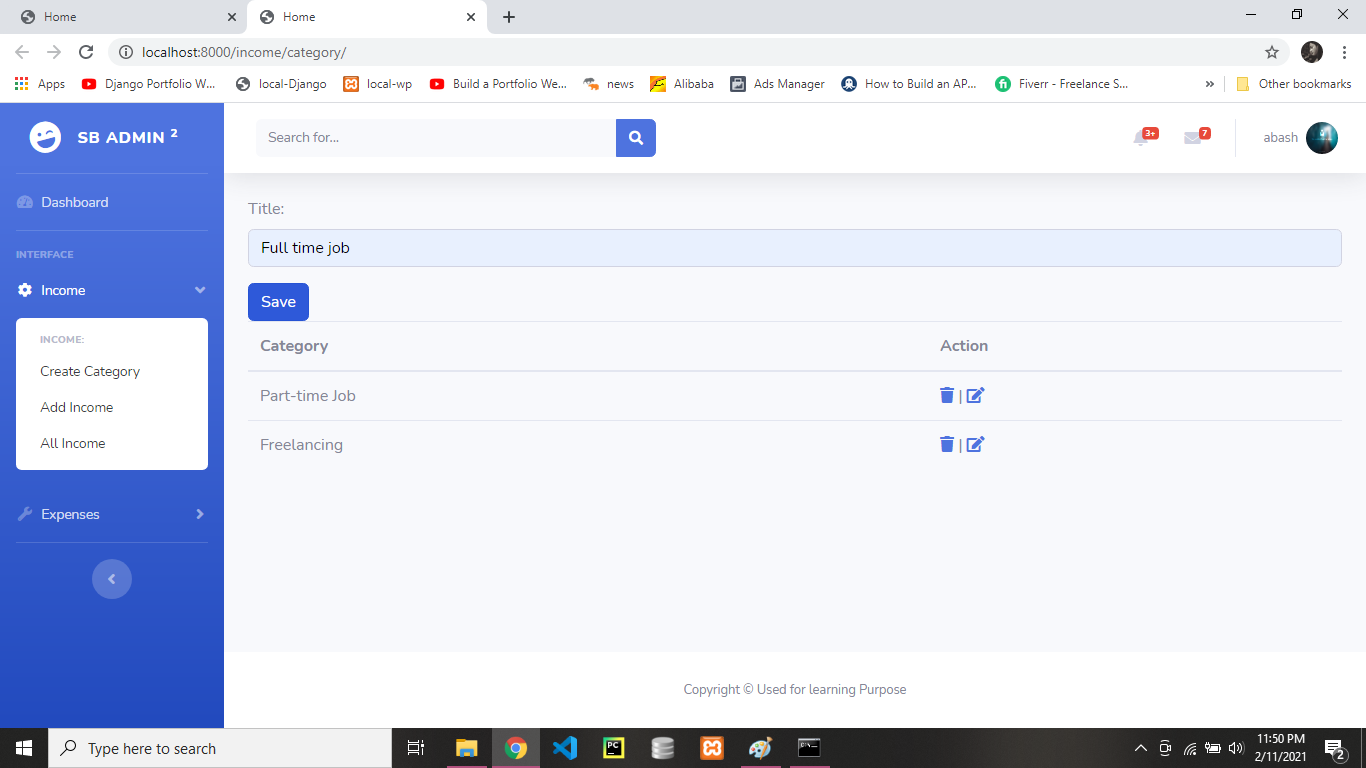 Home
Home
localhost:8000/income/category/
Apps
Django Portfolio W...
local-Django
local-wp
Build a Portfolio We...
news
Alibaba
Ads Manager
How to Build an AP...
Fiverr - Freelance S...
»
Other bookmarks
SB ADMIN 2
Search for...
3+
7
abash
Dashboard
INTERFACE
Income
INCOME:
Create Category
Add Income
All Income
Expenses
Title:
Full time job
Save
Category Action
Part-time Job |
Freelancing |
Copyright © Used for learning Purpose
Type here to search
PC
11:50 PM
2/11/2021
2